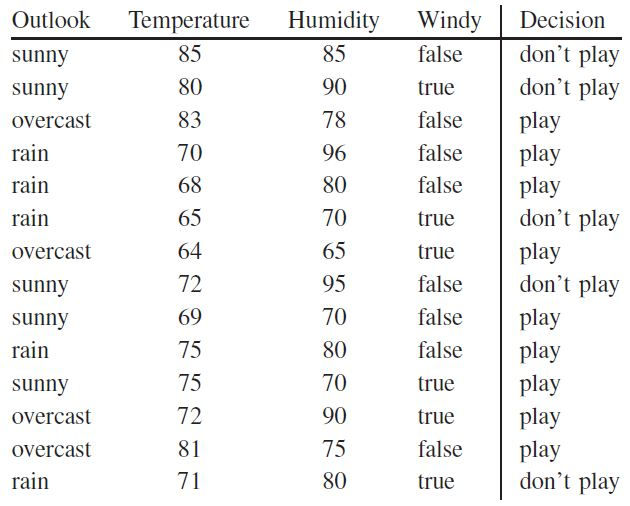 Outlook Temperature Humidity Windy Decision
sunny 85 85 false don't play
sunny 80 90 true don't play
overcast 83 78 false play
rain 70 96 false play
rain 68 80 false play
rain 65 70 true don't play
overcast 64 65 true play
sunny 72 95 false don't play
sunny 69 70 false play
rain 75 80 false play
sunny 75 70 true play
overcast 72 90 true play
overcast 81 75 false play
rain 71 80 true don't play